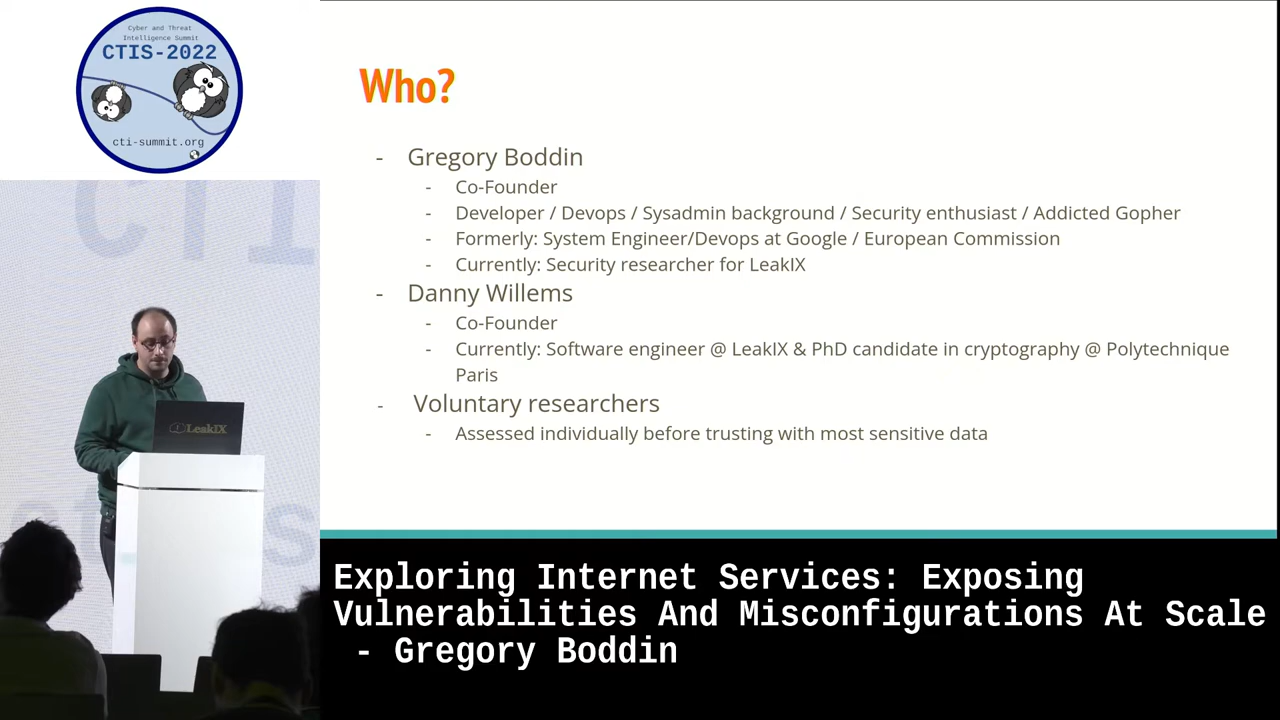 Cyber and Threat
Intelligence Summit
CTIS-2022
cti-summit.org
Who?
- Gregory Boddin
- Co-Founder
- Developer / Devops / Sysadmin background / Security enthusiast / Addicted Gopher
- Formerly: System Engineer/Devops at Google / European Commission
- Currently: Security researcher for LeakIX
- Danny Willems
- Co-Founder
- Currently: Software engineer @ LeakIX & PhD candidate in cryptography @ Polytechnique
Paris
- Voluntary researchers
- Assessed individually before trusting with most sensitive data
CTI
LeakIX
Exploring Internet Services: Exposing
Vulnerabilities And Misconfigurations At Scale
- Gregory Boddin